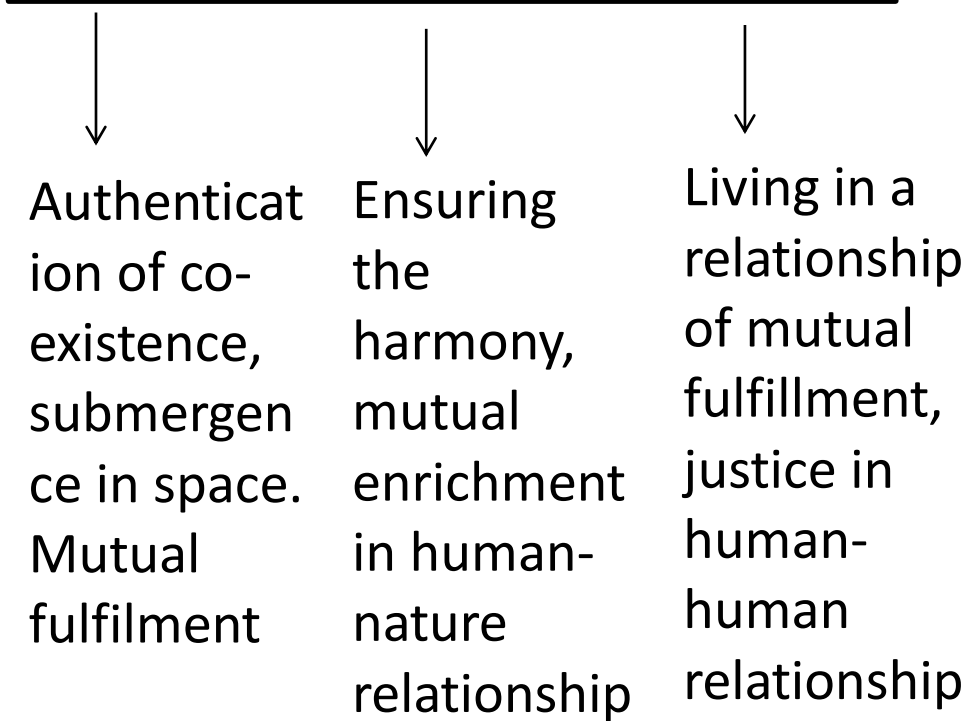 Authenticat
ion of co-
existence,
submergen
ce in space.
Mutual
fulfilment
Ensuring
the
harmony,
mutual
enrichment
in human-
nature
relationship
Living in a
relationship
of mutual
fulfillment,
justice in
human-
human
relationship